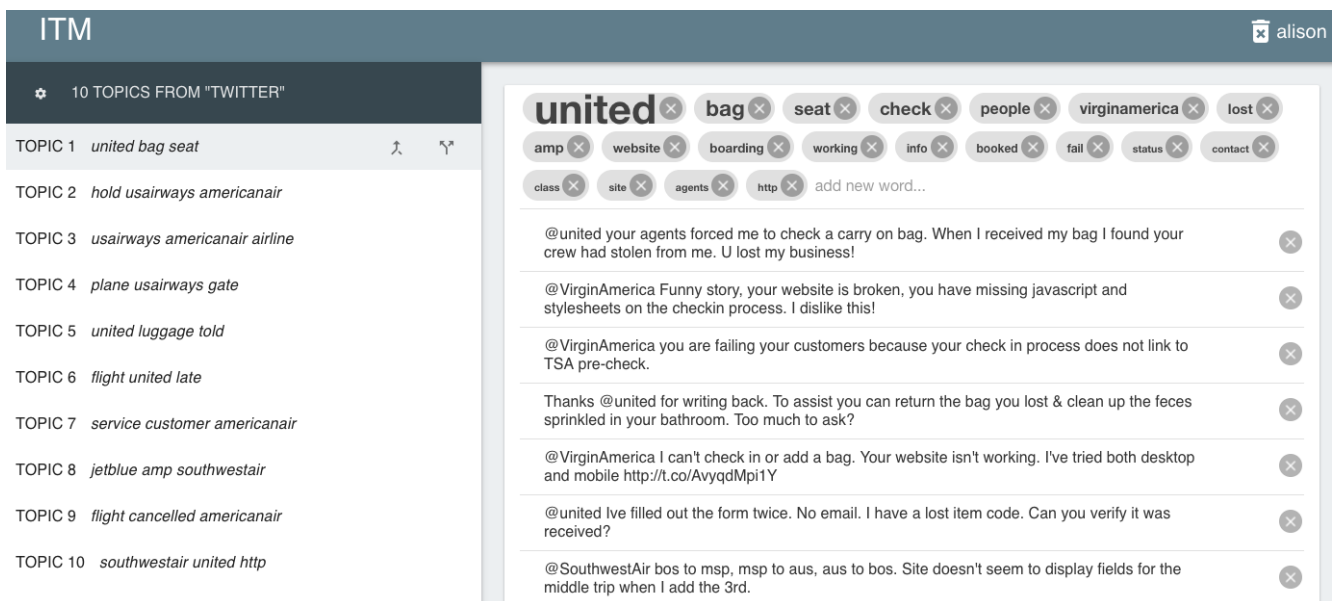 ITM
alison
10 TOPICS FROM "TWITTER"
TOPIC 1 united bag seat
TOPIC 2 hold usairways americanair
TOPIC 3 usairways americanair airline
TOPIC 4 plane usairways gate
TOPIC 5 united luggage told
TOPIC 6 flight united late
TOPIC 7 service customer americanair
TOPIC 8 jetblue amp southwestair
TOPIC 9 flight cancelled americanair
TOPIC 10 southwestair united http
united bag seat check people virginamerica lost
amp website boarding working info booked fail status contact
class site agents http add new word...
@united your agents forced me to check a carry on bag. When I received my bag I found your
crew had stolen from me. U lost my business!
@VirginAmerica Funny story, your website is broken, you have missing javascript and
stylesheets on the checkin process. I dislike this!
@VirginAmerica you are failing your customers because your check in process does not link to
TSA pre-check.
Thanks @united for writing back. To assist you can return the bag you lost & clean up the feces
sprinkled in your bathroom. Too much to ask?
@VirginAmerica I can't check in or add a bag. Your website isn't working. I've tried both desktop
and mobile http://t.co/AvyqdMpi1Y
@united Ive filled out the form twice. No email. I have a lost item code. Can you verify it was
received?
@SouthwestAir bos to msp, msp to aus, aus to bos. Site doesn't seem to display fields for the
middle trip when I add the 3rd.